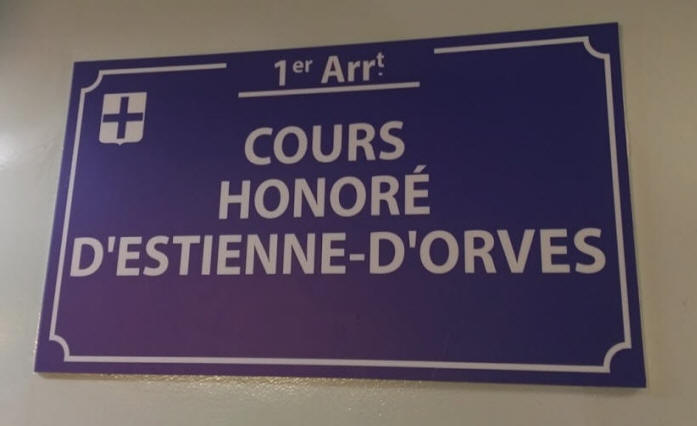 1er Arrt.
COURS
HONORÉ
D'ESTIENNE-D'ORVES